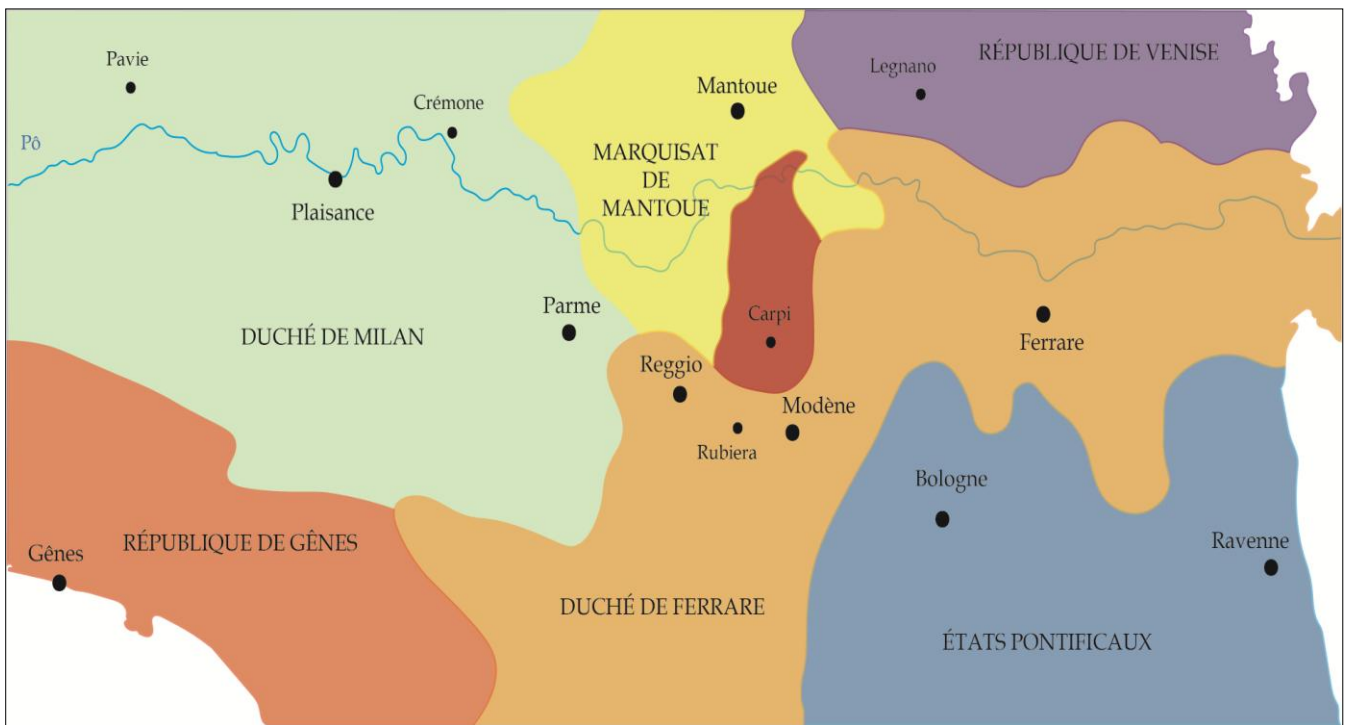 RÉPUBLIQUE DE VENISE
Pavie
Legnano
Mantoue
Crémone
Pô
MARQUISAT
DE
MANTOUE
Plaisance
Parme
Carpi
DUCHÉ DE MILAN
Ferrare
Reggio
Modène
Rubiera
Bologne
RÉPUBLIQUE DE GÊNES
Gênes
Ravenne
DUCHÉ DE FERRARE
ÉTATS PONTIFICAUX